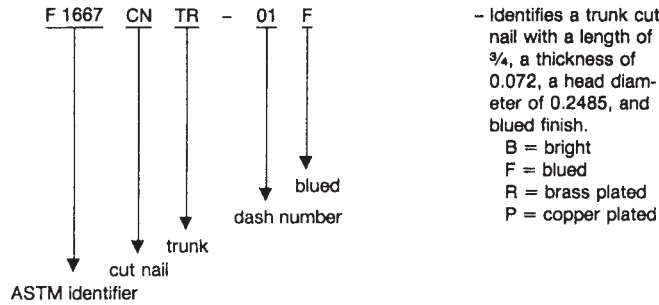 F 1667 CN TR – 01 F
blued
dash number
trunk
cut nail
ASTM identifier
– Identifies a trunk cut
nail with a length of
¾, a thickness of
0.072, a head diam-
eter of 0.2485, and
blued finish.
B = bright
F = blued
R = brass plated
P = copper plated